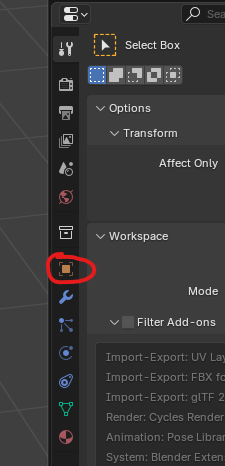 Sea
Select Box
Options
Transform
Affect Only
Workspace
Mode
Filter Add-ons
Import-Export: UV Lay
Import-Export: FBX fo
Import-Export: glTF 2
Render: Cycles Render
Animation: Pose Librar
System: Blender Exten